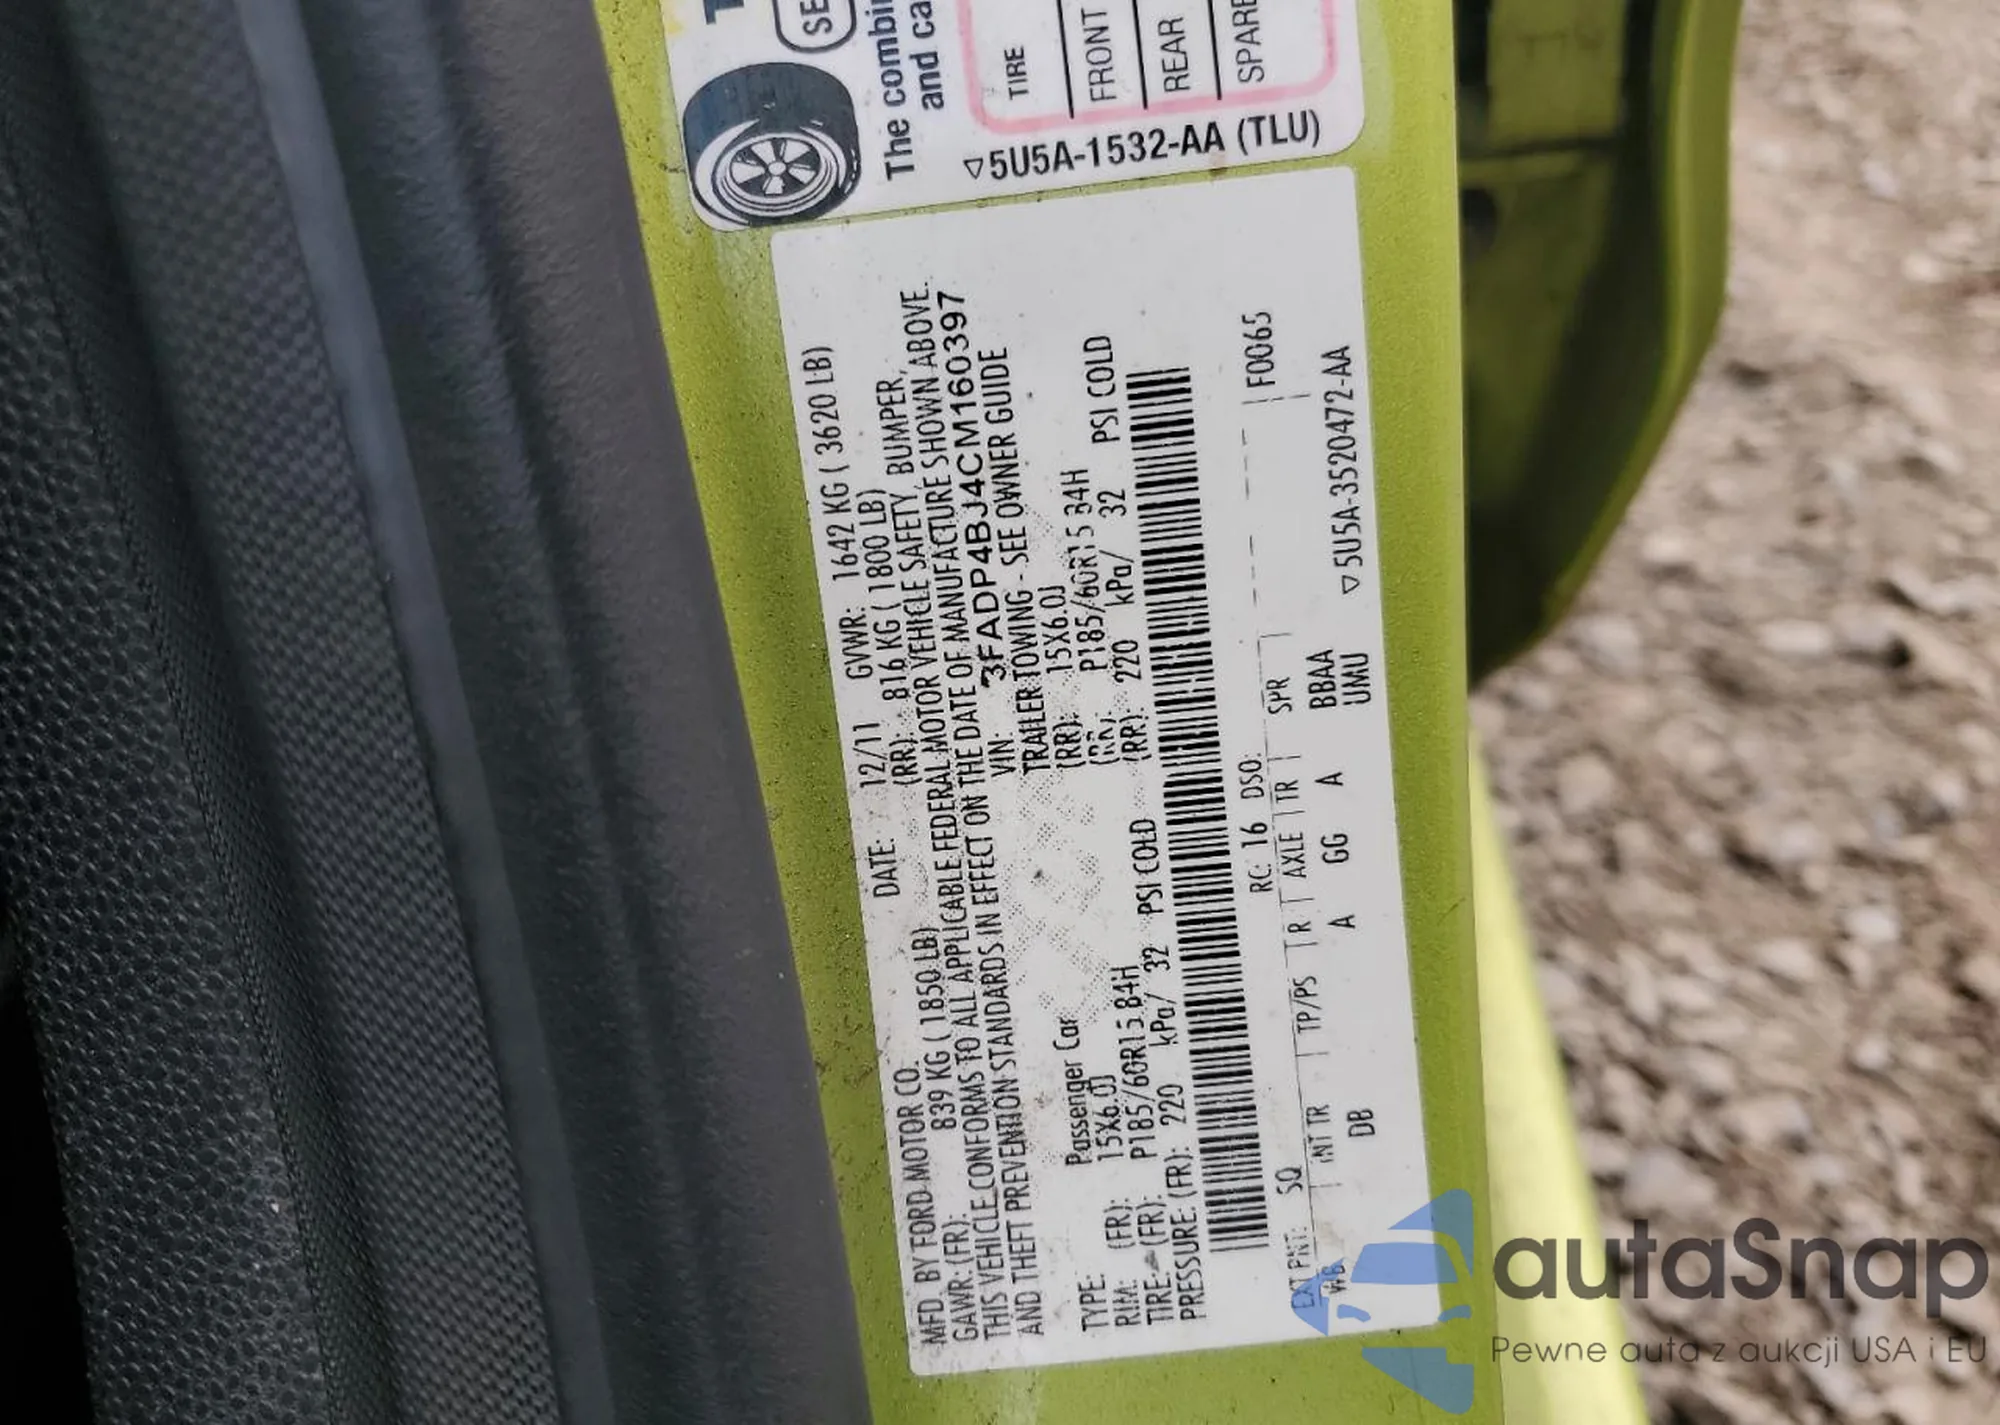 SE
The combi
and ca
TIRE
FRONT
REAR
SPARE
▽5U5A-1532-AA (TLU)
MFD. BY FORD MOTOR CO. DATE: 12/11 GVWR: 1642 KG ( 3620 LB)
GAWR: (FR): 839 KG ( 1850 LB) (RR): 816 KG ( 1800 LB)
THIS VEHICLE CONFORMS TO ALL APPLICABLE FEDERAL MOTOR VEHICLE SAFETY, BUMPER,
AND THEFT PREVENTION STANDARDS IN EFFECT ON THE DATE OF MANUFACTURE SHOWN ABOVE.
VIN: 3FADP4BJ4CM160397
TYPE: Passenger Car TRAILER TOWING - SEE OWNER GUIDE
RIM: (FR): 15X6.0J (RR): 15X6.0J
TIRE: (FR): P185/60R15 84H (RR): P185/60R15 84H
PRESSURE: (FR): 220 kPa/ 32 PSI COLD (RR): 220 kPa/ 32 PSI COLD
RC: 16 DSO: F0065
EXT PNT: SQ INT TR TP/PS TR AXLE TR SPR
WB DB A GG A BBAA
UMU
▽5U5A-3520472-AA
autaSnap
Pewne auta z aukcji USA i EU